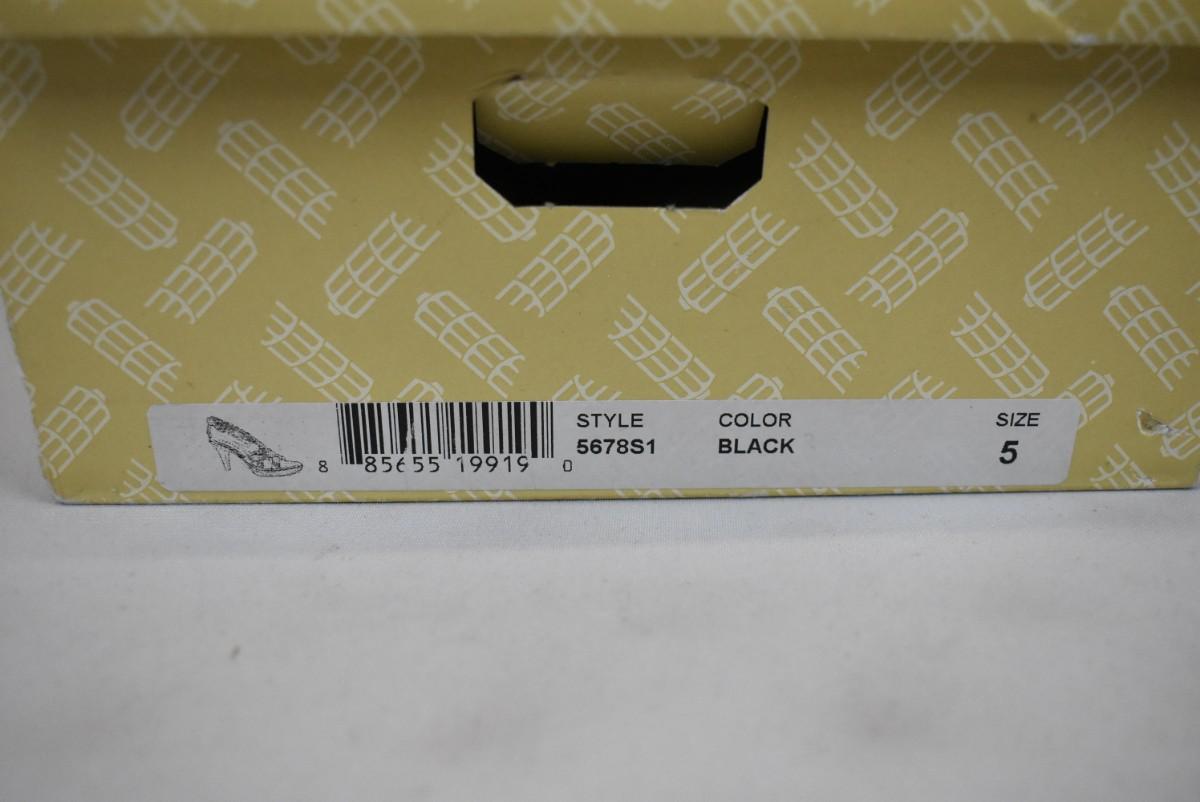 STYLE COLOR SIZE
5678S1 BLACK 5
8 85655 19919 0